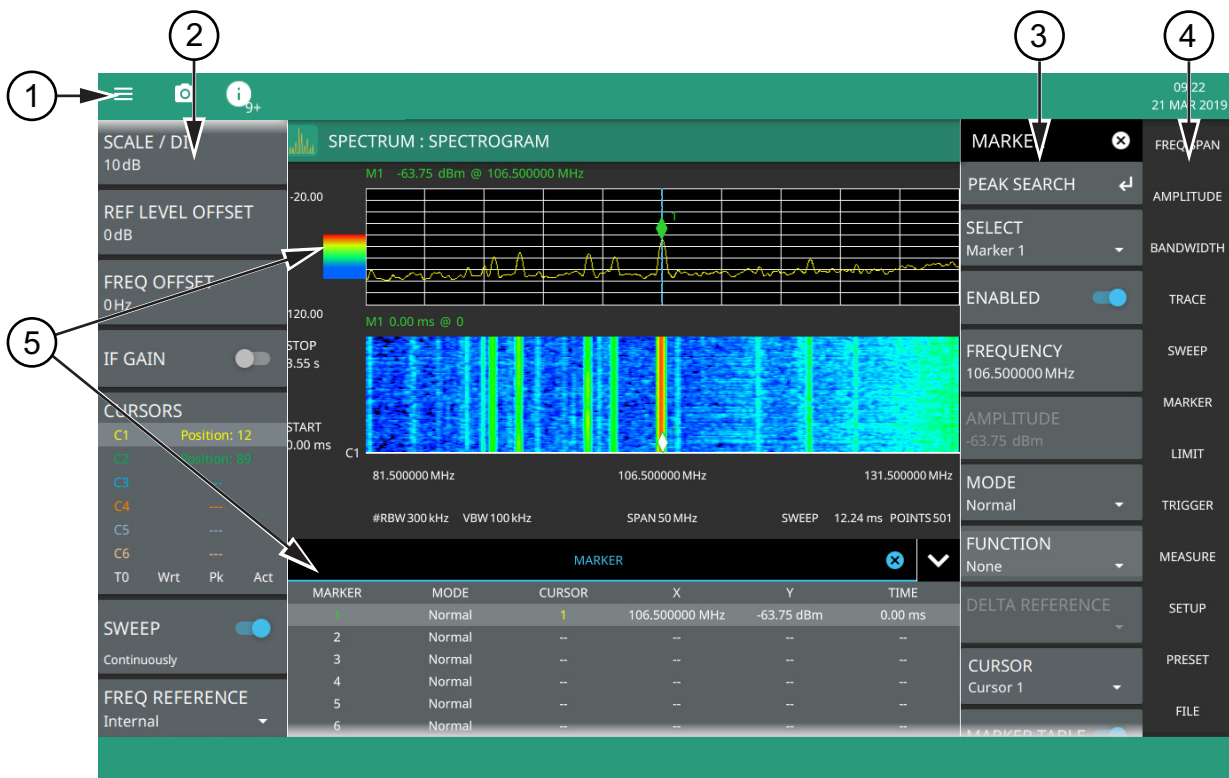 2
3
4
1
9+
09:22
21 MAR 2019
SCALE / DI
10 dB
REF LEVEL OFFSET
0 dB
FREQ OFFSET
0 Hz
IF GAIN
CURSORS
C1 Position: 12
C2 Position: 89
C3 ---
C4 ---
C5 ---
C6 ---
T0 Wrt Pk Act
SWEEP
Continuously
FREQ REFERENCE
Internal
5
SPECTRUM : SPECTROGRAM
M1 -63.75 dBm @ 106.500000 MHz
-20.00
1
120.00
M1 0.00 ms @ 0
STOP
3.55 s
START
0.00 ms
C1
81.500000 MHz 106.500000 MHz 131.500000 MHz
#RBW 300 kHz VBW 100 kHz SPAN 50 MHz SWEEP 12.24 ms POINTS 501
MARKER
MARKER MODE CURSOR X Y TIME
1 Normal 1 106.500000 MHz -63.75 dBm 0.00 ms
2 Normal -- -- -- --
3 Normal -- -- -- --
4 Normal -- -- -- --
5 Normal -- -- -- --
6 Normal -- -- -- --
MARKE
PEAK SEARCH
SELECT
Marker 1
ENABLED
FREQUENCY
106.500000 MHz
AMPLITUDE
-63.75 dBm
MODE
Normal
FUNCTION
None
DELTA REFERENCE
CURSOR
Cursor 1
MARKER TABLE
FREQ SPAN
AMPLITUDE
BANDWIDTH
TRACE
SWEEP
MARKER
LIMIT
TRIGGER
MEASURE
SETUP
PRESET
FILE